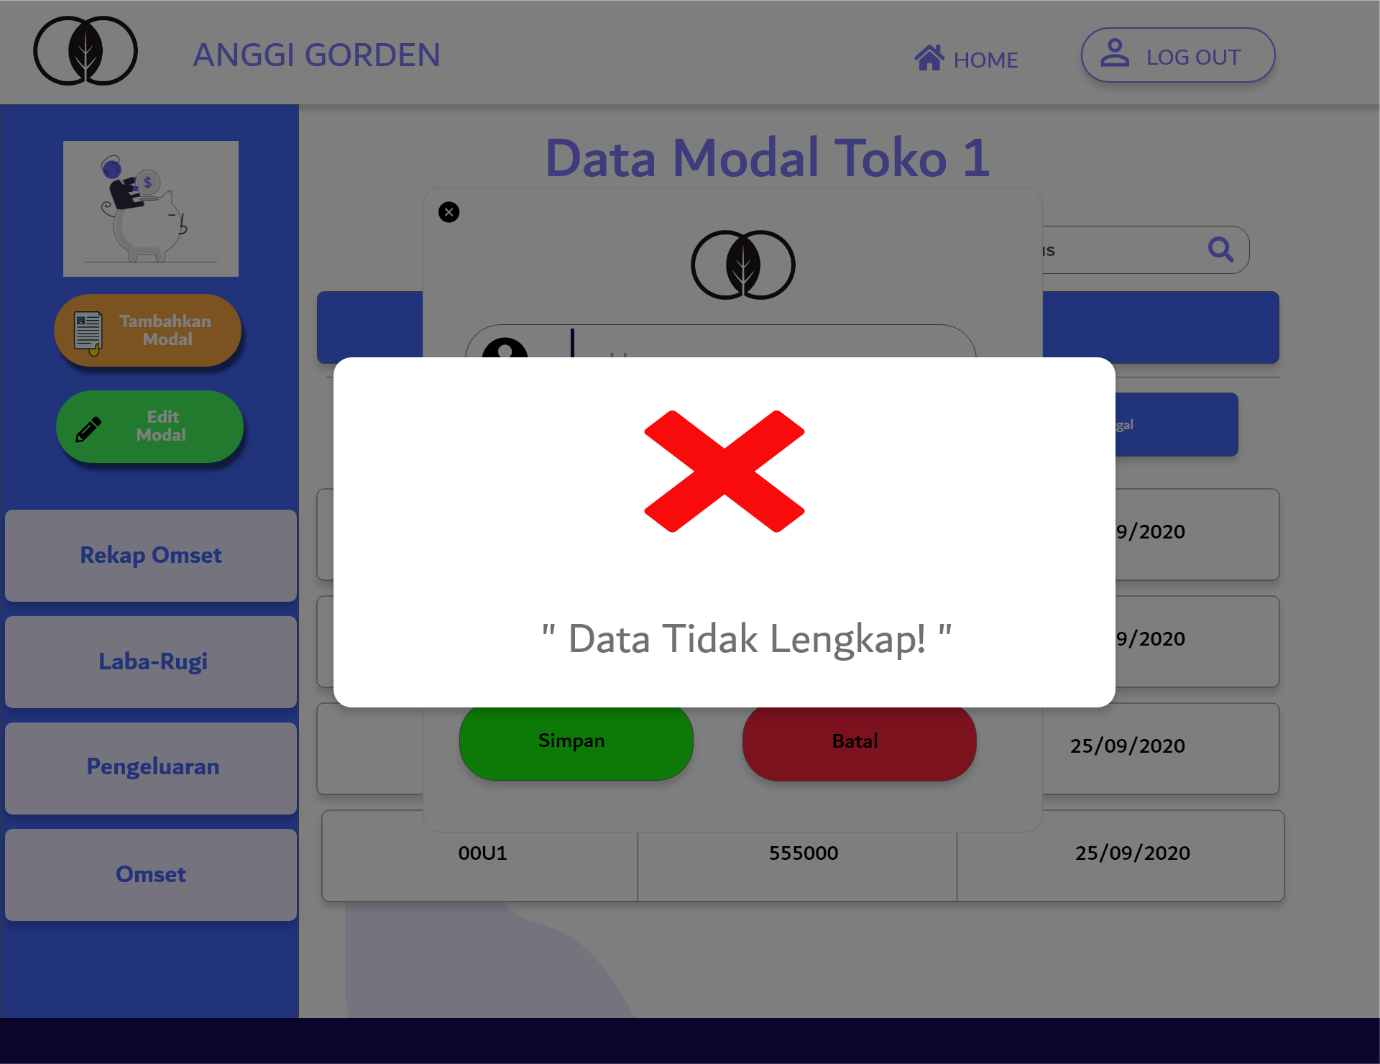 ANGGI GORDEN
HOME
LOG OUT
Data Modal Toko 1
$
Tambahkan
Modal
Edit
Modal
Rekap Omset
Laba-Rugi
Pengeluaran
Omset
" Data Tidak Lengkap! "
9/2020
9/2020
25/09/2020
Simpan
Batal
00U1
555000
25/09/2020